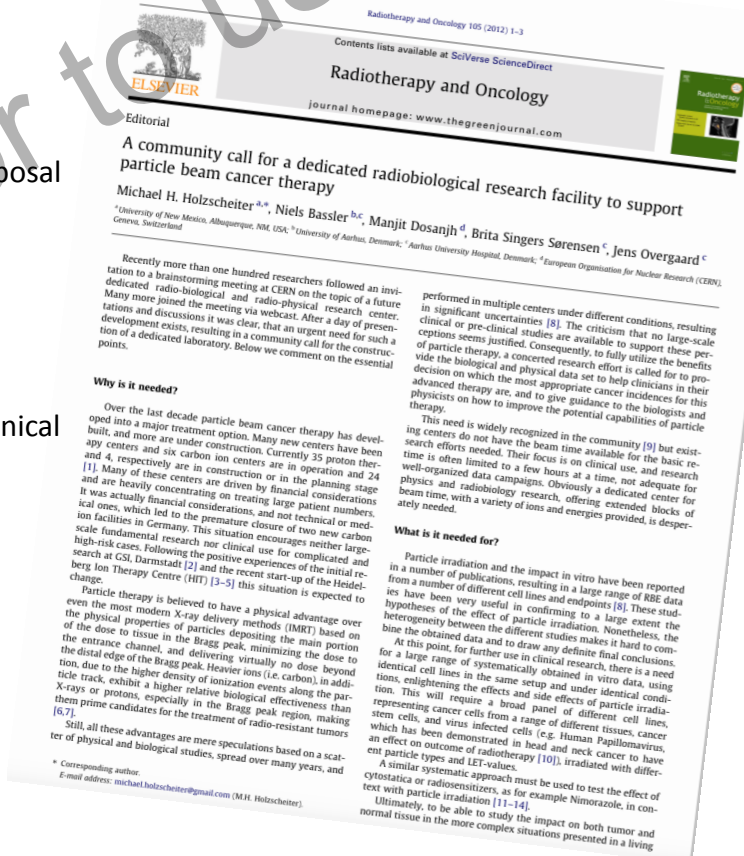 r to u
posal
nical
Radiotherapy and Oncology 105 (2012) 1–3
Contents lists available at SciVerse ScienceDirect
Radiotherapy and Oncology
journal homepage: www.thegreenjournal.com
ELSEVIER
Radiotherapy
&Oncology
Editorial
A community call for a dedicated radiobiological research facility to support
particle beam cancer therapy
Michael H. Holzscheiter a,*, Niels Bassler b,c, Manjit Dosanjh d, Brita Singers Sørensen c, Jens Overgaard c
a University of New Mexico, Albuquerque, NM, USA; b University of Aarhus, Denmark; c Aarhus University Hospital, Denmark; d European Organisation for Nuclear Research (CERN),
Geneva, Switzerland
Recently more than one hundred researchers followed an invi-
tation to a brainstorming meeting at CERN on the topic of a future
dedicated radio-biological and radio-physical research center.
Many more joined the meeting via webcast. After a day of presen-
tations and discussions it was clear, that an urgent need for such a
development exists, resulting in a community call for the construc-
tion of a dedicated laboratory. Below we comment on the essential
points.
Why is it needed?
Over the last decade particle beam cancer therapy has devel-
oped into a major treatment option. Many new centers have been
built, and more are under construction. Currently 35 proton ther-
apy centers and six carbon ion centers are in operation and 24
and 4, respectively are in construction or in the planning stage
[1]. Many of these centers are driven by financial considerations
and are heavily concentrating on treating large patient numbers.
It was actually financial considerations, and not technical or med-
ical ones, which led to the premature closure of two new carbon
ion facilities in Germany. This situation encourages neither large-
scale fundamental research nor clinical use for complicated and
high-risk cases. Following the positive experiences of the initial re-
search at GSI, Darmstadt [2] and the recent start-up of the Heidel-
berg Ion Therapy Centre (HIT) [3–5] this situation is expected to
change.
Particle therapy is believed to have a physical advantage over
even the most modern X-ray delivery methods (IMRT) based on
the physical properties of particles depositing the main portion
of the dose to tissue in the Bragg peak, minimizing the dose to
the entrance channel, and delivering virtually no dose beyond
the distal edge of the Bragg peak. Heavier ions (i.e. carbon), in addi-
tion, due to the higher density of ionization events along the par-
ticle track, exhibit a higher relative biological effectiveness than
X-rays or protons, especially in the Bragg peak region, making
them prime candidates for the treatment of radio-resistant tumors
[6,7].
Still, all these advantages are mere speculations based on a scat-
ter of physical and biological studies, spread over many years, and
* Corresponding author.
E-mail address: michael.holzscheiter@gmail.com (M.H. Holzscheiter).
performed in multiple centers under different conditions, resulting
in significant uncertainties [8]. The criticism that no large-scale
clinical or pre-clinical studies are available to support these per-
ceptions seems justified. Consequently, to fully utilize the benefits
of particle therapy, a concerted research effort is called for to pro-
vide the biological and physical data set to help clinicians in their
decision on which the most appropriate cancer incidences for this
advanced therapy are, and to give guidance to the biologists and
physicists on how to improve the potential capabilities of particle
therapy.
This need is widely recognized in the community [9] but exist-
ing centers do not have the beam time available for the basic re-
search efforts needed. Their focus is on clinical use, and research
time is often limited to a few hours at a time, not adequate for
well-organized data campaigns. Obviously a dedicated center for
physics and radiobiology research, offering extended blocks of
beam time, with a variety of ions and energies provided, is desper-
ately needed.
What is it needed for?
Particle irradiation and the impact in vitro have been reported
in a number of publications, resulting in a large range of RBE data
from a number of different cell lines and endpoints [8]. These stud-
ies have been very useful in confirming to a large extent the
hypotheses of the effect of particle irradiation. Nonetheless, the
heterogeneity between the different studies makes it hard to com-
bine the obtained data and to draw any definite final conclusions.
At this point, for further use in clinical research, there is a need
for a large range of systematically obtained in vitro data, using
identical cell lines in the same setup and under identical condi-
tions, enlightening the effects and side effects of particle irradia-
tion. This will require a broad panel of different cell lines,
representing cancer cells from a range of different tissues, cancer
stem cells, and virus infected cells (e.g. Human Papillomavirus,
which has been demonstrated in head and neck cancer to have
an effect on outcome of radiotherapy [10]), irradiated with differ-
ent particle types and LET-values.
A similar systematic approach must be used to test the effect of
cytostatica or radiosensitizers, as for example Nimorazole, in con-
text with particle irradiation [11–14].
Ultimately, to be able to study the impact on both tumor and
normal tissue in the more complex situations presented in a living